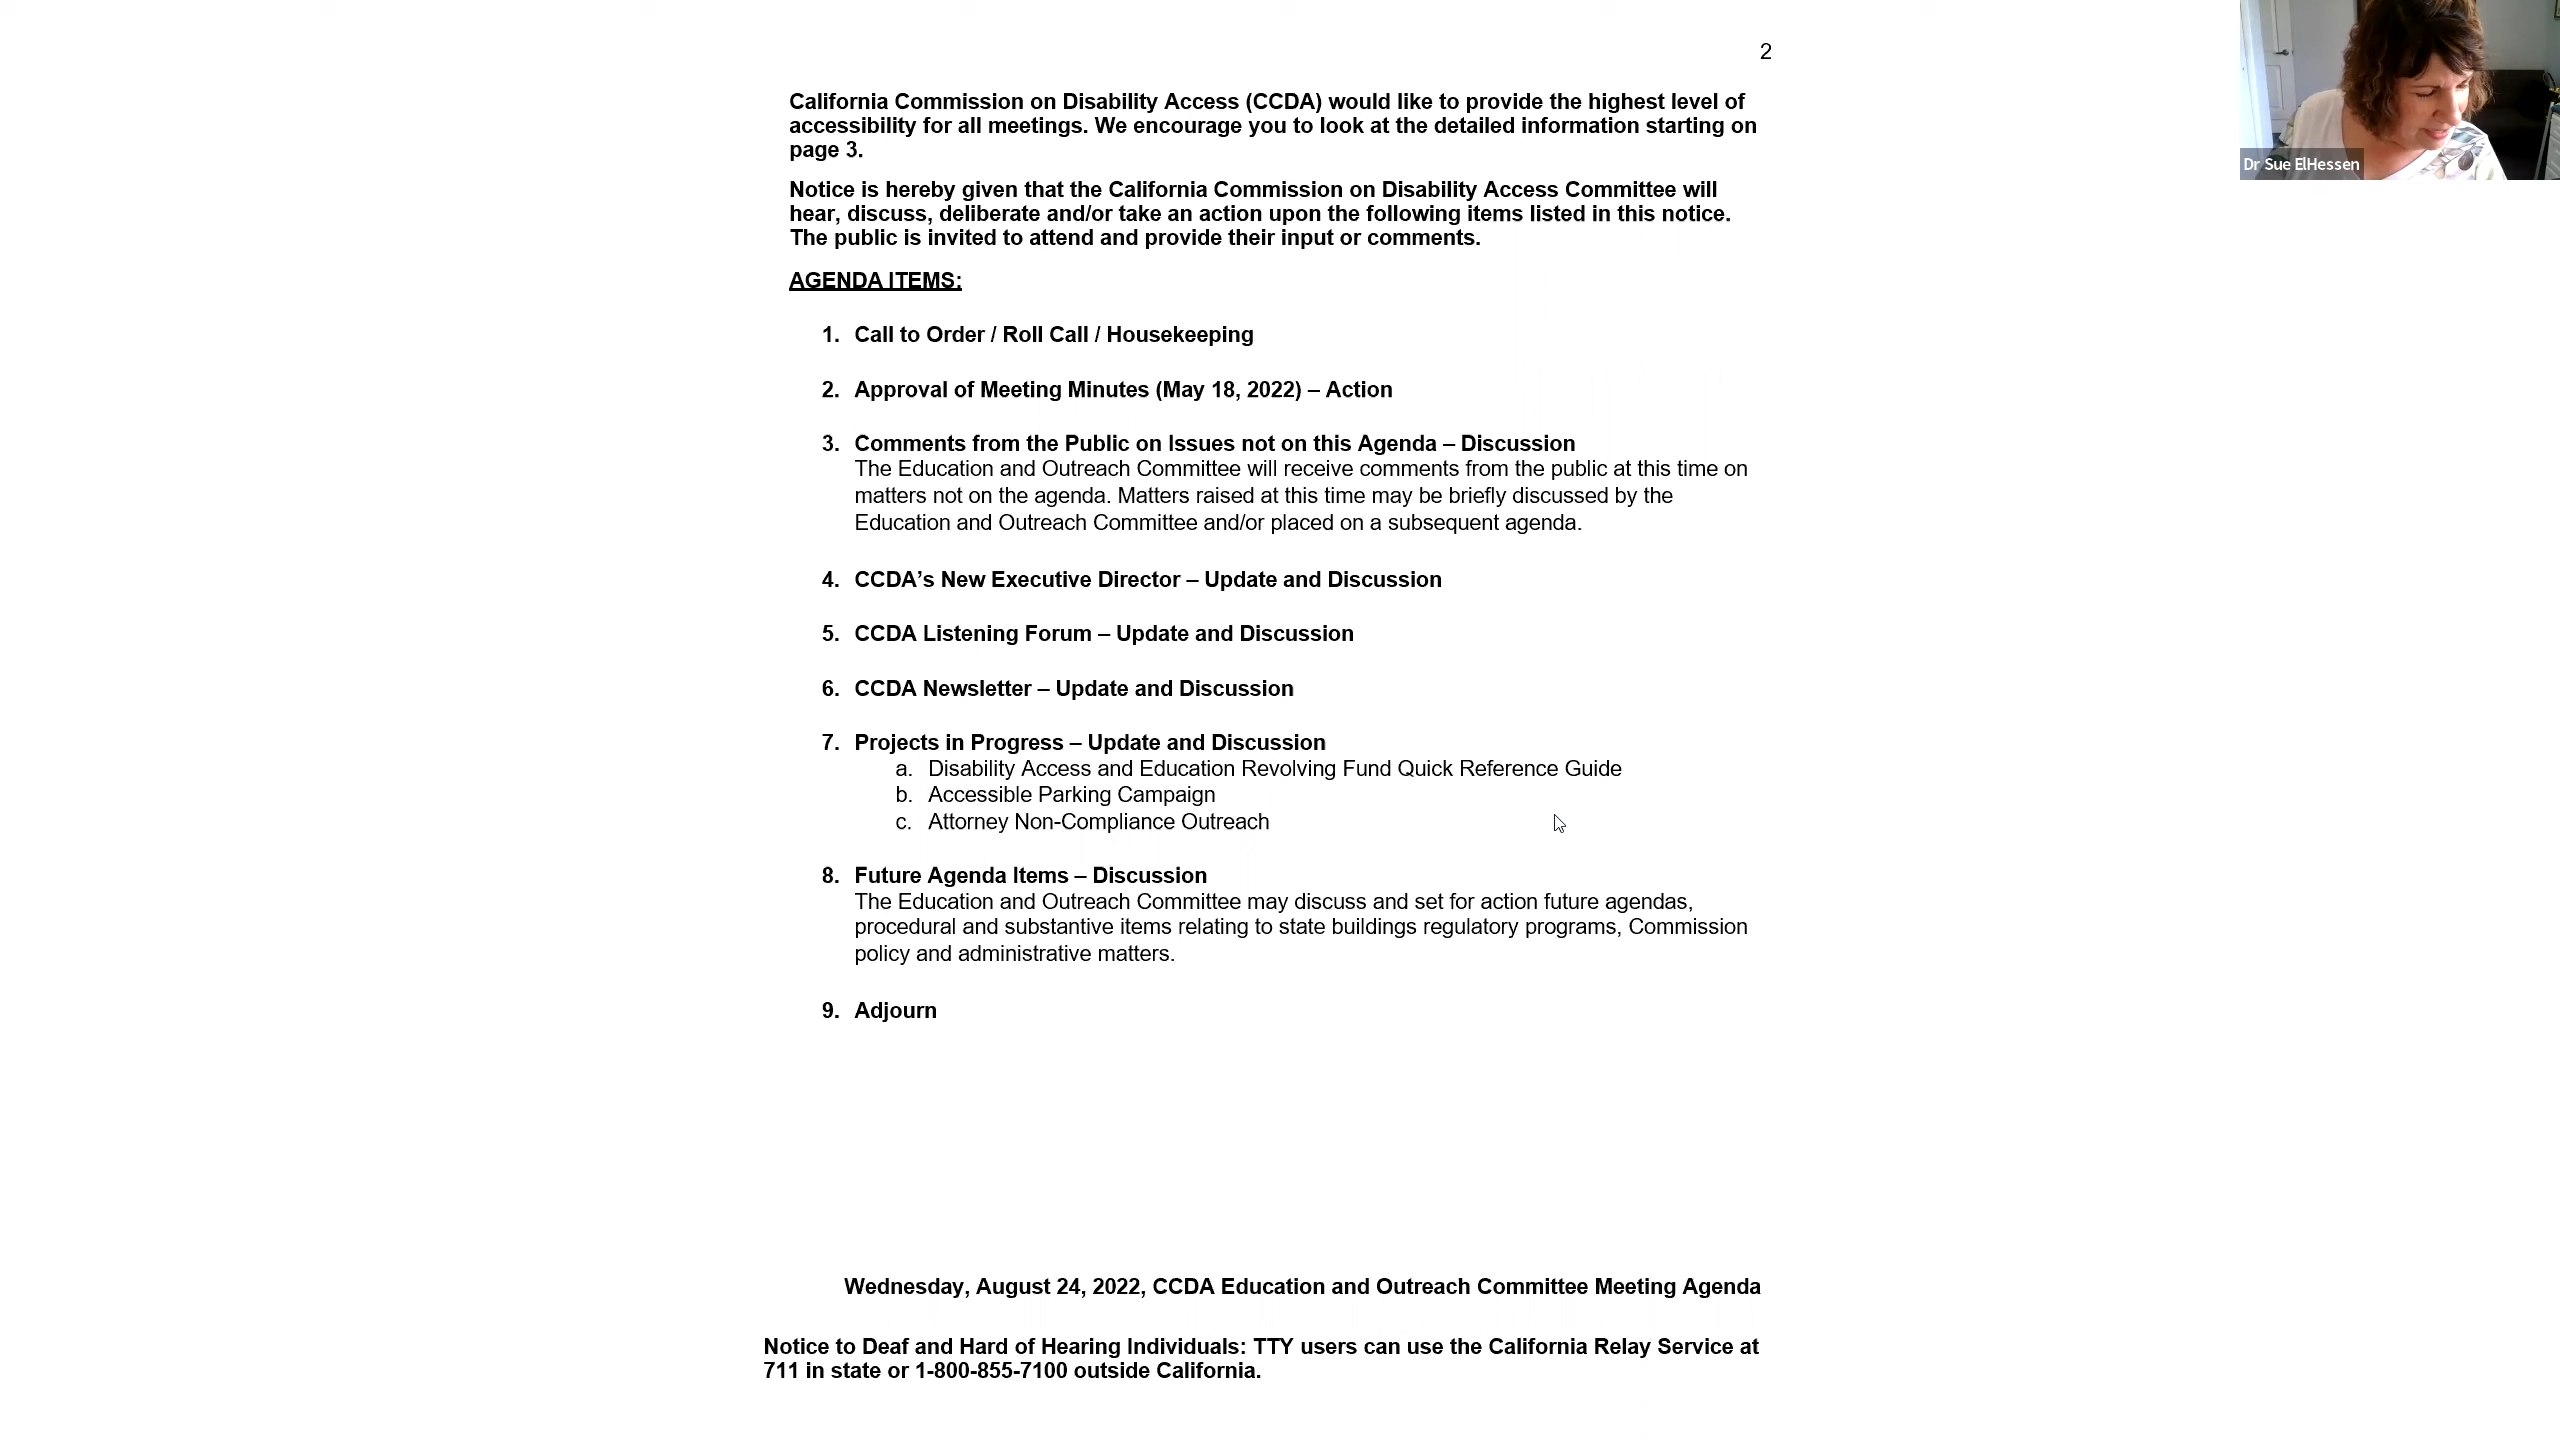 2
California Commission on Disability Access (CCDA) would like to provide the highest level of
accessibility for all meetings. We encourage you to look at the detailed information starting on
page 3.
Notice is hereby given that the California Commission on Disability Access Committee will
hear, discuss, deliberate and/or take an action upon the following items listed in this notice.
The public is invited to attend and provide their input or comments.
AGENDA ITEMS:
1. Call to Order / Roll Call / Housekeeping
2. Approval of Meeting Minutes (May 18, 2022) – Action
3. Comments from the Public on Issues not on this Agenda – Discussion
The Education and Outreach Committee will receive comments from the public at this time on
matters not on the agenda. Matters raised at this time may be briefly discussed by the
Education and Outreach Committee and/or placed on a subsequent agenda.
4. CCDA’s New Executive Director – Update and Discussion
5. CCDA Listening Forum – Update and Discussion
6. CCDA Newsletter – Update and Discussion
7. Projects in Progress – Update and Discussion
a. Disability Access and Education Revolving Fund Quick Reference Guide
b. Accessible Parking Campaign
c. Attorney Non-Compliance Outreach
8. Future Agenda Items – Discussion
The Education and Outreach Committee may discuss and set for action future agendas,
procedural and substantive items relating to state buildings regulatory programs, Commission
policy and administrative matters.
9. Adjourn
Wednesday, August 24, 2022, CCDA Education and Outreach Committee Meeting Agenda
Notice to Deaf and Hard of Hearing Individuals: TTY users can use the California Relay Service at
711 in state or 1-800-855-7100 outside California.
Dr Sue ElHessen